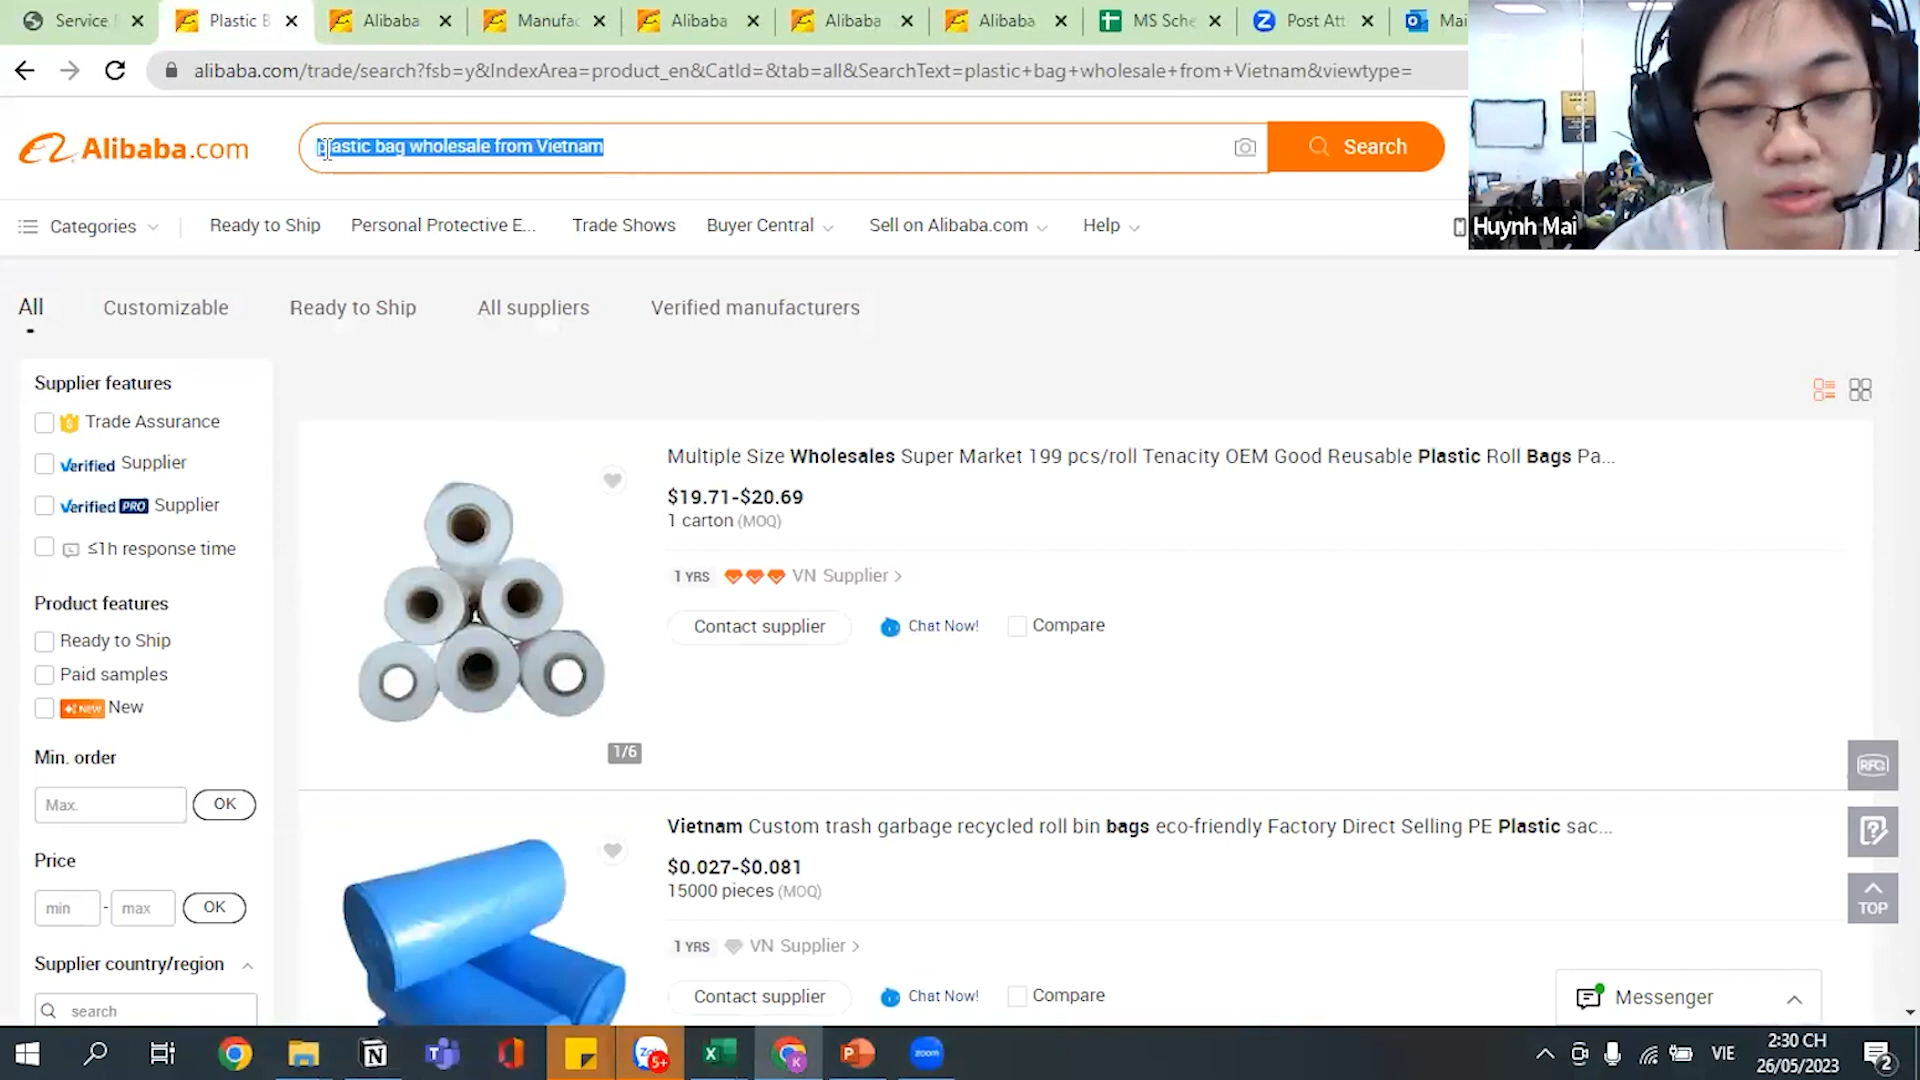 Service
Plastic B
Alibaba
Manufac
Alibaba
Alibaba
Alibaba
MS Sche
Post Att
Mai
alibaba.com/trade/search?fsb=y&IndexArea=product_en&CatId=&tab=all&SearchText=plastic+bag+wholesale+from+Vietnam&viewtype=
Alibaba.com
plastic bag wholesale from Vietnam
Search
Categories
Ready to Ship
Personal Protective E...
Trade Shows
Buyer Central
Sell on Alibaba.com
Help
Huynh Mai
All
Customizable
Ready to Ship
All suppliers
Verified manufacturers
Supplier features
Trade Assurance
Verified Supplier
Verified PRO Supplier
≤1h response time
Product features
Ready to Ship
Paid samples
NEW New
Min. order
Max.
OK
Price
min
-
max
OK
Supplier country/region
search
1/6
Multiple Size Wholesales Super Market 199 pcs/roll Tenacity OEM Good Reusable Plastic Roll Bags Pa...
$19.71-$20.69
1 carton (MOQ)
1 YRS VN Supplier >
Contact supplier
Chat Now!
Compare
Vietnam Custom trash garbage recycled roll bin bags eco-friendly Factory Direct Selling PE Plastic sac...
$0.027-$0.081
15000 pieces (MOQ)
1 YRS VN Supplier >
Contact supplier
Chat Now!
Compare
RFQ
TOP
Messenger
Zalo
5+
zoom
VIE
2:30 CH
26/05/2023
2